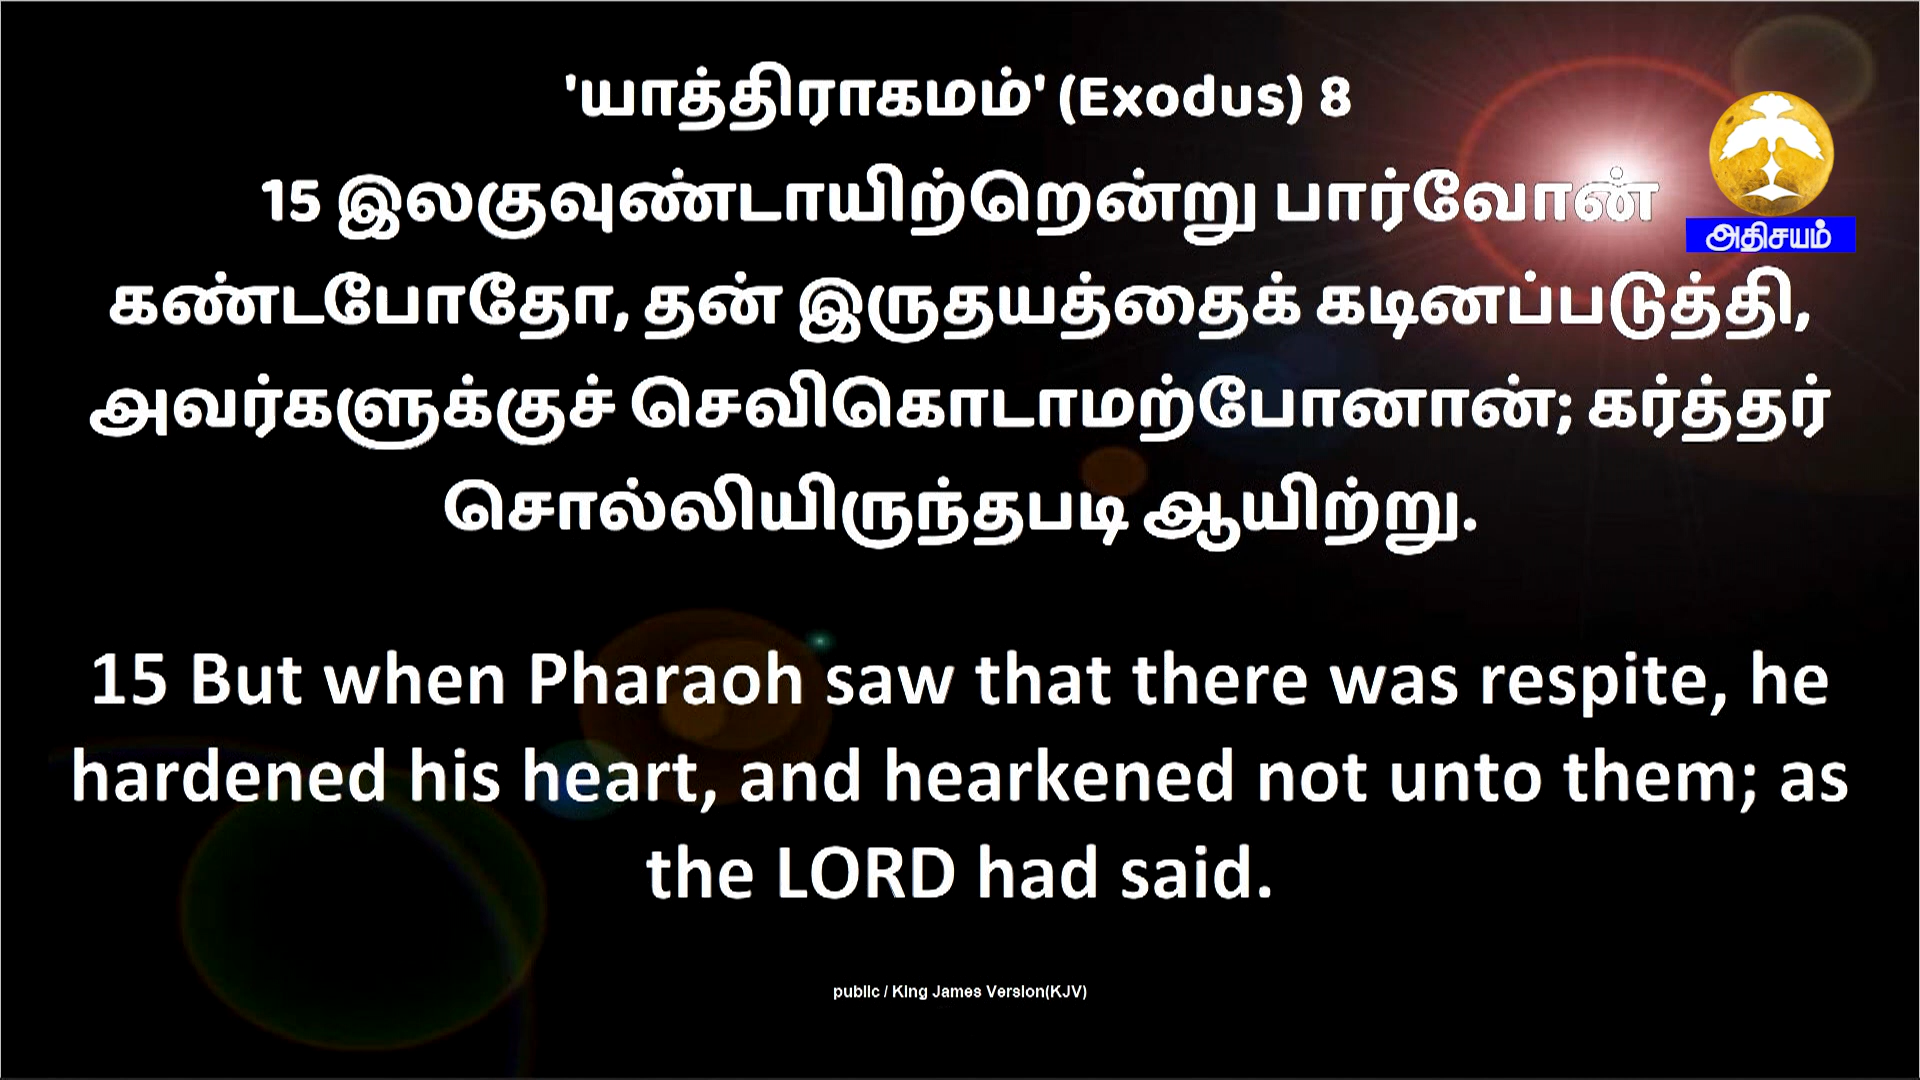 'யாத்திராகமம்' (Exodus) 8
15 இலகுவுண்டாயிற்றென்று பார்வோன்
அதிசயம்
கண்டபோதோ, தன் இருதயத்தைக் கடினப்படுத்தி,
அவர்களுக்குச் செவிகொடாமற்போனான்; கர்த்தர்
சொல்லியிருந்தபடி ஆயிற்று.
15 But when Pharaoh saw that there was respite, he
hardened his heart, and hearkened not unto them; as
the LORD had said.
public / King James Version(KJV)